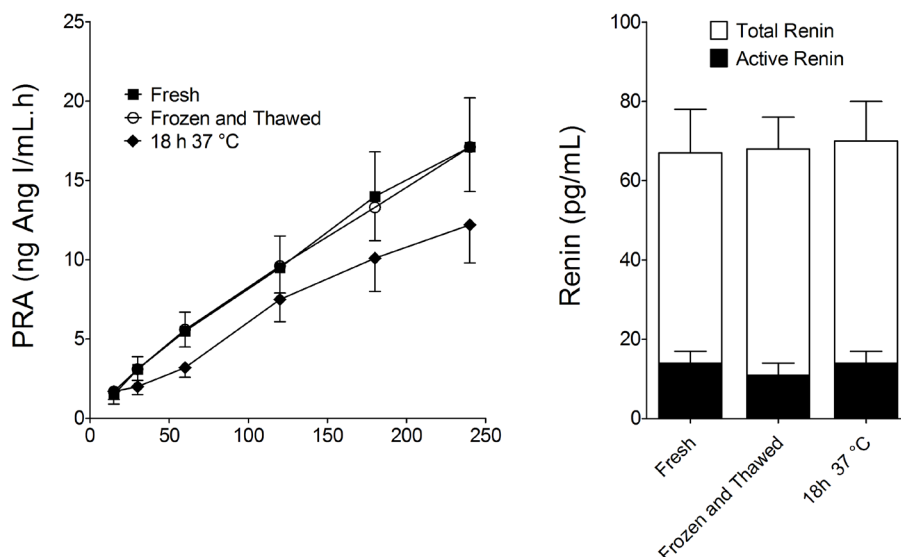 PRA (ng Ang I/mL.h)
25
20
15
10
5
0
0 50 100 150 200 250
Fresh
Frozen and Thawed
18 h 37 °C
Renin (pg/mL)
100
80
60
40
20
0
Total Renin
Active Renin
Fresh
Frozen and Thawed
18h 37 °C